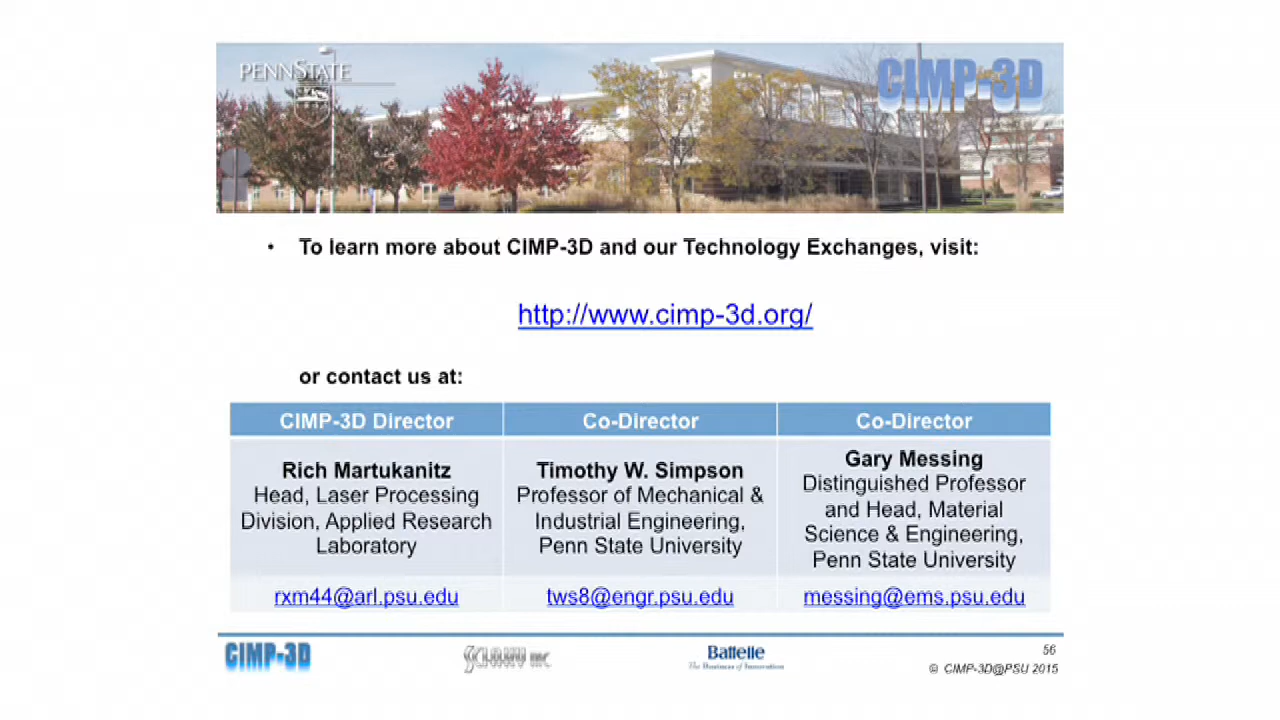 PENNSTATE
CIMP-3D
• To learn more about CIMP-3D and our Technology Exchanges, visit:
http://www.cimp-3d.org/
or contact us at:
CIMP-3D Director Co-Director Co-Director
Rich Martukanitz
Head, Laser Processing
Division, Applied Research
Laboratory
Timothy W. Simpson
Professor of Mechanical &
Industrial Engineering,
Penn State University
Gary Messing
Distinguished Professor
and Head, Material
Science & Engineering,
Penn State University
rxm44@arl.psu.edu tws8@engr.psu.edu messing@ems.psu.edu
CIMP-3D
SCIAKY INC
Battelle
The Business of Innovation
56
© CIMP-3D@PSU 2015